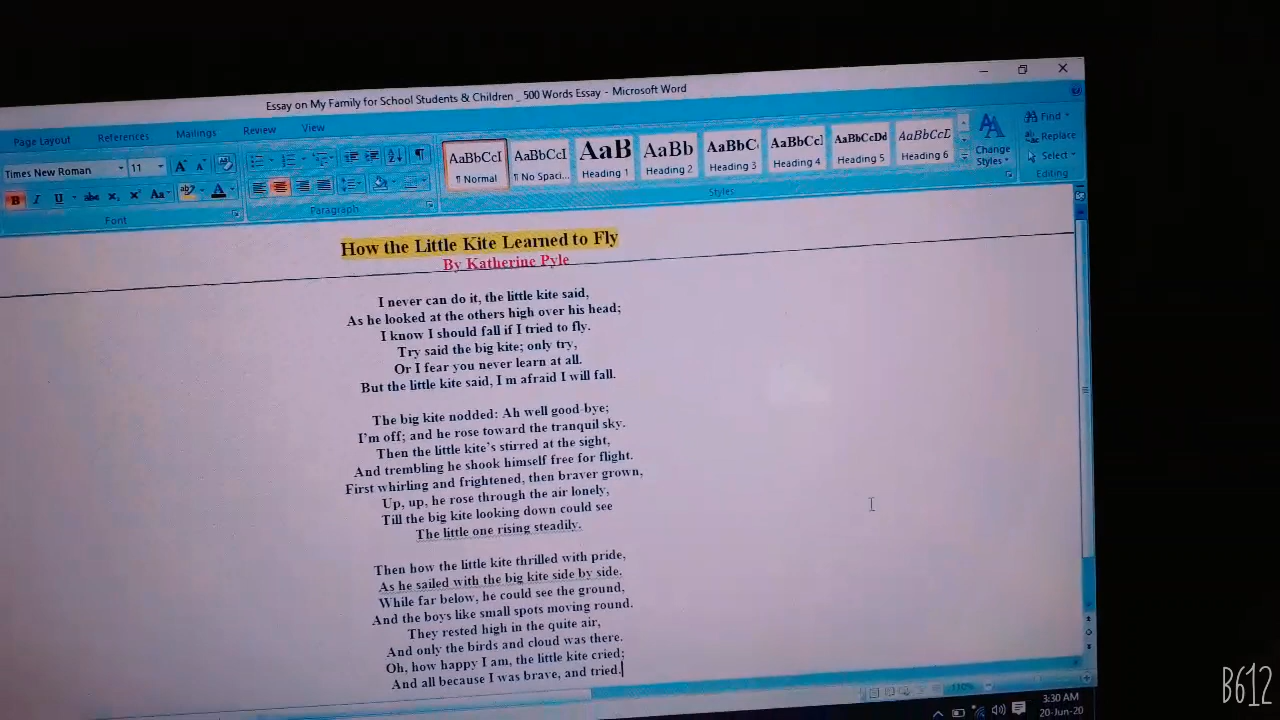 Essay on My Family for School Students & Children _ 500 Words Essay - Microsoft Word
Page Layout References Mailings Review View
Times New Roman 11
AaBbCcI AaBbCcI AaB AaBb AaBbC AaBbCcI AaBbCcDd AaBbCcD
¶ Normal ¶ No Spaci... Heading 1 Heading 2 Heading 3 Heading 4 Heading 5 Heading 6
Change Styles
Find
Replace
Select
Font Paragraph Styles Editing
How the Little Kite Learned to Fly
By Katherine Pyle
I never can do it, the little kite said,
As he looked at the others high over his head;
I know I should fall if I tried to fly.
Try said the big kite; only try,
Or I fear you never learn at all.
But the little kite said, I m afraid I will fall.
The big kite nodded: Ah well good-bye;
I'm off; and he rose toward the tranquil sky.
Then the little kite's stirred at the sight,
And trembling he shook himself free for flight.
First whirling and frightened, then braver grown,
Up, up, he rose through the air lonely,
Till the big kite looking down could see
The little one rising steadily.
Then how the little kite thrilled with pride,
As he sailed with the big kite side by side.
While far below, he could see the ground,
And the boys like small spots moving round.
They rested high in the quite air,
And only the birds and cloud was there.
Oh, how happy I am, the little kite cried;
And all because I was brave, and tried.
110%
3:30 AM
20-Jun-20
B612